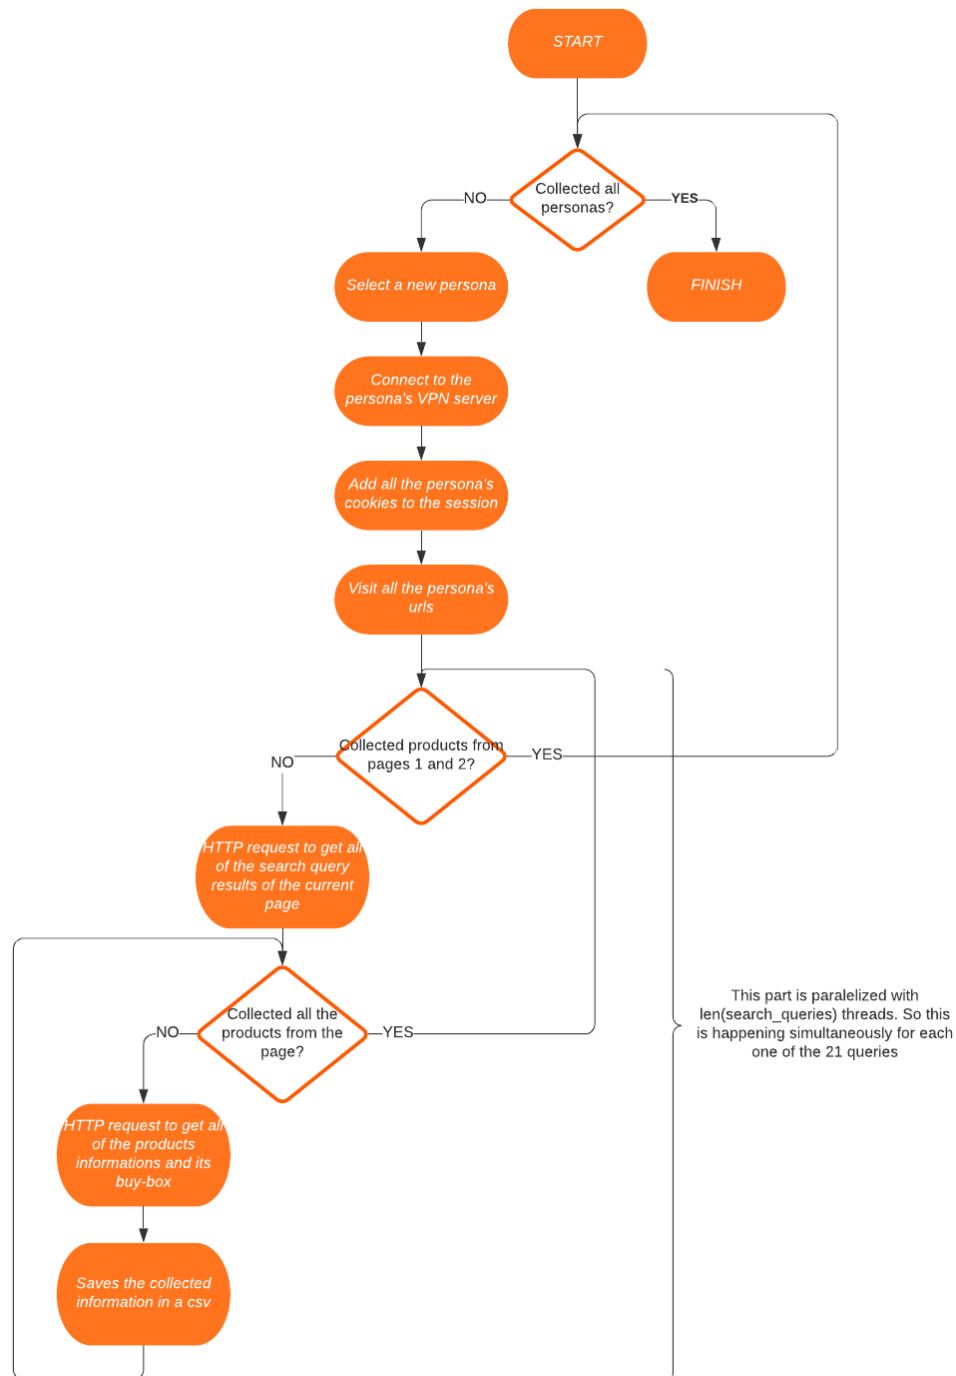 START
Collected all
personas?
NO
YES
Select a new persona
FINISH
Connect to the
persona's VPN server
Add all the persona's
cookies to the session
Visit all the persona's
urls
Collected products from
pages 1 and 2?
NO
YES
HTTP request to get all
of the search query
results of the current
page
Collected all the
products from the
page?
NO
YES
This part is paralelized with
len(search_queries) threads. So this
is happening simultaneously for each
one of the 21 queries
HTTP request to get all
of the products
informations and its
buy-box
Saves the collected
information in a csv